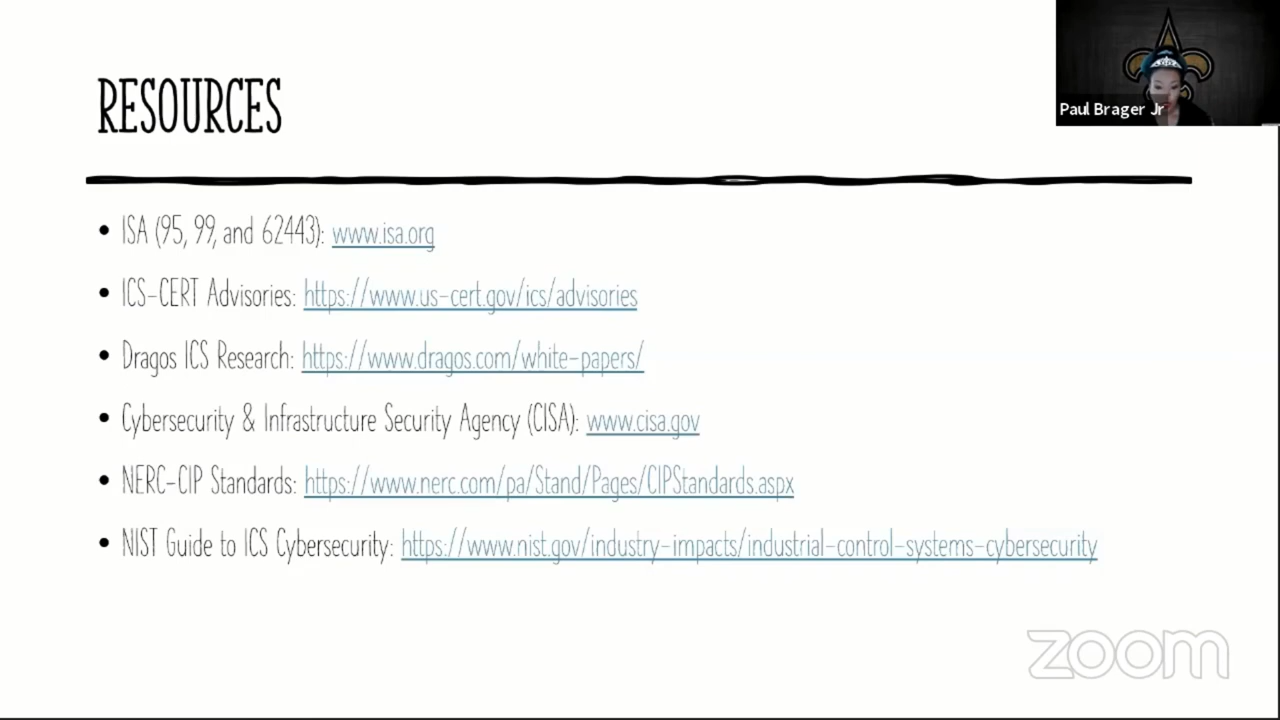 RESOURCES
Paul Brager Jr
• ISA (95, 99, and 62443): www.isa.org
• ICS-CERT Advisories: https://www.us-cert.gov/ics/advisories
• Dragos ICS Research: https://www.dragos.com/white-papers/
• Cybersecurity & Infrastructure Security Agency (CISA): www.cisa.gov
• NERC-CIP Standards: https://www.nerc.com/pa/Stand/Pages/CIPStandards.aspx
• NIST Guide to ICS Cybersecurity: https://www.nist.gov/industry-impacts/industrial-control-systems-cybersecurity
zoom